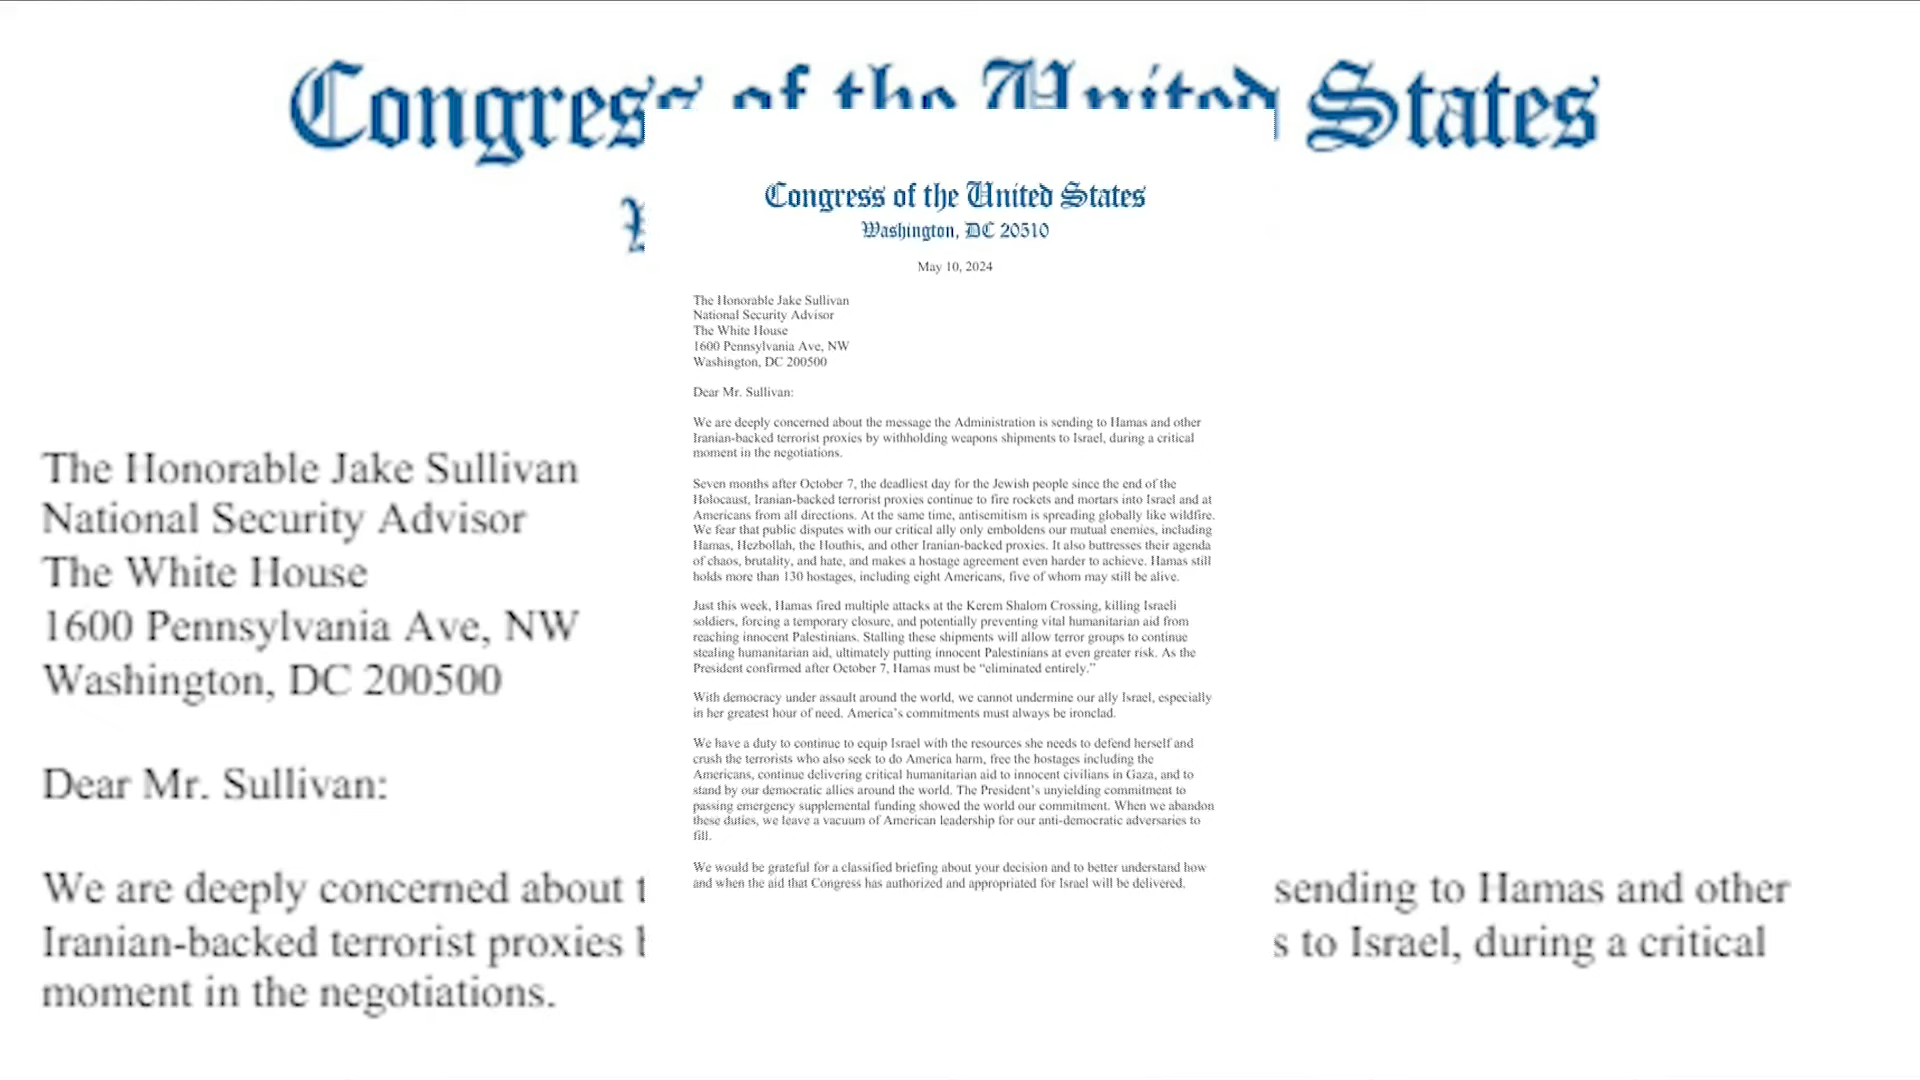 Congress of the United States
Congress of the United States
Washington, DC 20510
May 10, 2024
The Honorable Jake Sullivan
National Security Advisor
The White House
1600 Pennsylvania Ave, NW
Washington, DC 200500
Dear Mr. Sullivan:
We are deeply concerned about the message the Administration is sending to Hamas and other
Iranian-backed terrorist proxies by withholding weapons shipments to Israel, during a critical
moment in the negotiations.
Seven months after October 7, the deadliest day for the Jewish people since the end of the
Holocaust, Iranian-backed terrorist proxies continue to fire rockets and mortars into Israel and at
Americans from all directions. At the same time, antisemitism is spreading globally like wildfire.
We fear that public disputes with our critical ally only emboldens our mutual enemies, including
Hamas, Hezbollah, the Houthis, and other Iranian-backed proxies. It also buttresses their agenda
of chaos, brutality, and hate, and makes a hostage agreement even harder to achieve. Hamas still
holds more than 130 hostages, including eight Americans, five of whom may still be alive.
Just this week, Hamas fired multiple attacks at the Kerem Shalom Crossing, killing Israeli
soldiers, forcing a temporary closure, and potentially preventing vital humanitarian aid from
reaching innocent Palestinians. Stalling these shipments will allow terror groups to continue
stealing humanitarian aid, ultimately putting innocent Palestinians at even greater risk. As the
President confirmed after October 7, Hamas must be “eliminated entirely.”
With democracy under assault around the world, we cannot undermine our ally Israel, especially
in her greatest hour of need. America’s commitments must always be ironclad.
We have a duty to continue to equip Israel with the resources she needs to defend herself and
crush the terrorists who also seek to do America harm, free the hostages including the
Americans, continue delivering critical humanitarian aid to innocent civilians in Gaza, and to
stand by our democratic allies around the world. The President’s unyielding commitment to
passing emergency supplemental funding showed the world our commitment. When we abandon
these duties, we leave a vacuum of American leadership for our anti-democratic adversaries to
fill.
We would be grateful for a classified briefing about your decision and to better understand how
and when the aid that Congress has authorized and appropriated for Israel will be delivered.
The Honorable Jake Sullivan
National Security Advisor
The White House
1600 Pennsylvania Ave, NW
Washington, DC 200500
Dear Mr. Sullivan:
We are deeply concerned about sending to Hamas and other
Iranian-backed terrorist proxies s to Israel, during a critical
moment in the negotiations.